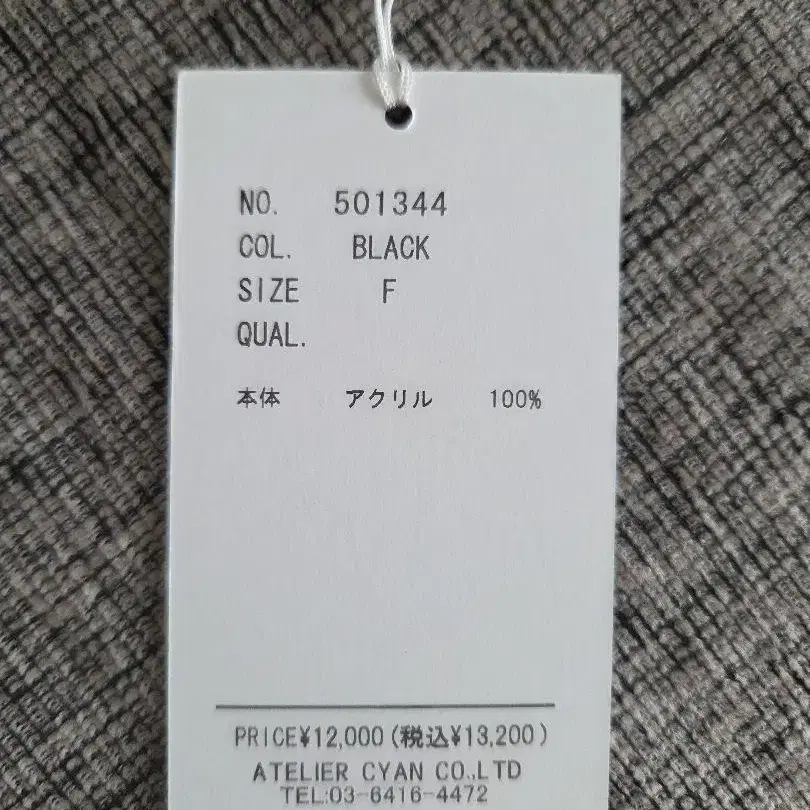 NO. 501344
COL. BLACK
SIZE F
QUAL.
本体 アクリル 100%
PRICE¥12,000(税込¥13,200)
ATELIER CYAN CO.,LTD
TEL:03-6416-4472